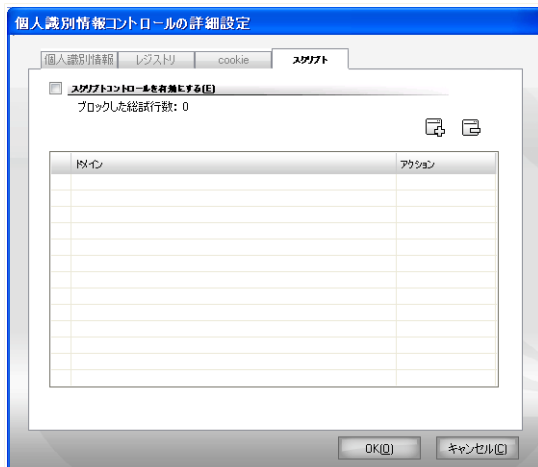 個人識別情報コントロールの詳細設定
個人識別情報 レジストリ cookie スクリプト
スクリプトコントロールを有効にする(E)
ブロックした総試行数: 0
ドメイン アクション
OK(O) キャンセル(C)